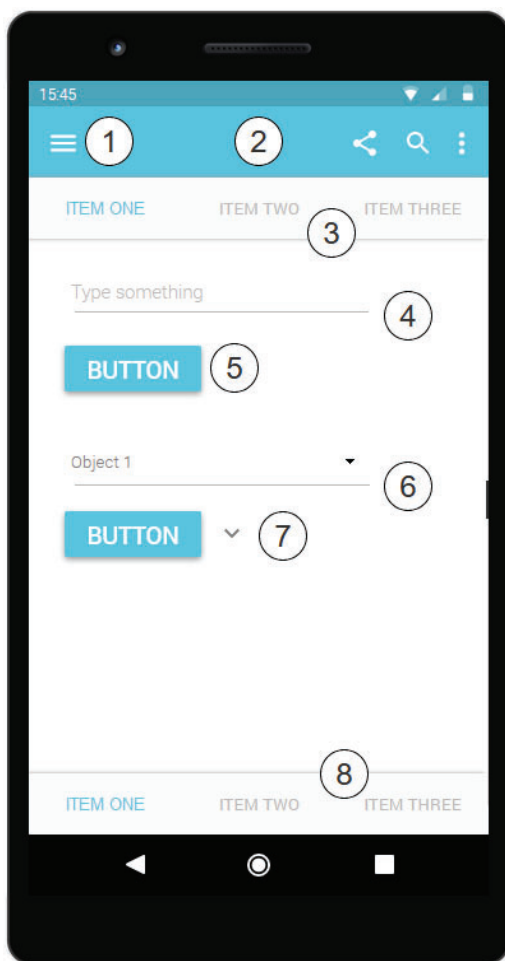 15:45
1 2
ITEM ONE ITEM TWO ITEM THREE
3
Type something
4
BUTTON 5
Object 1
6
BUTTON 7
8
ITEM ONE ITEM TWO ITEM THREE